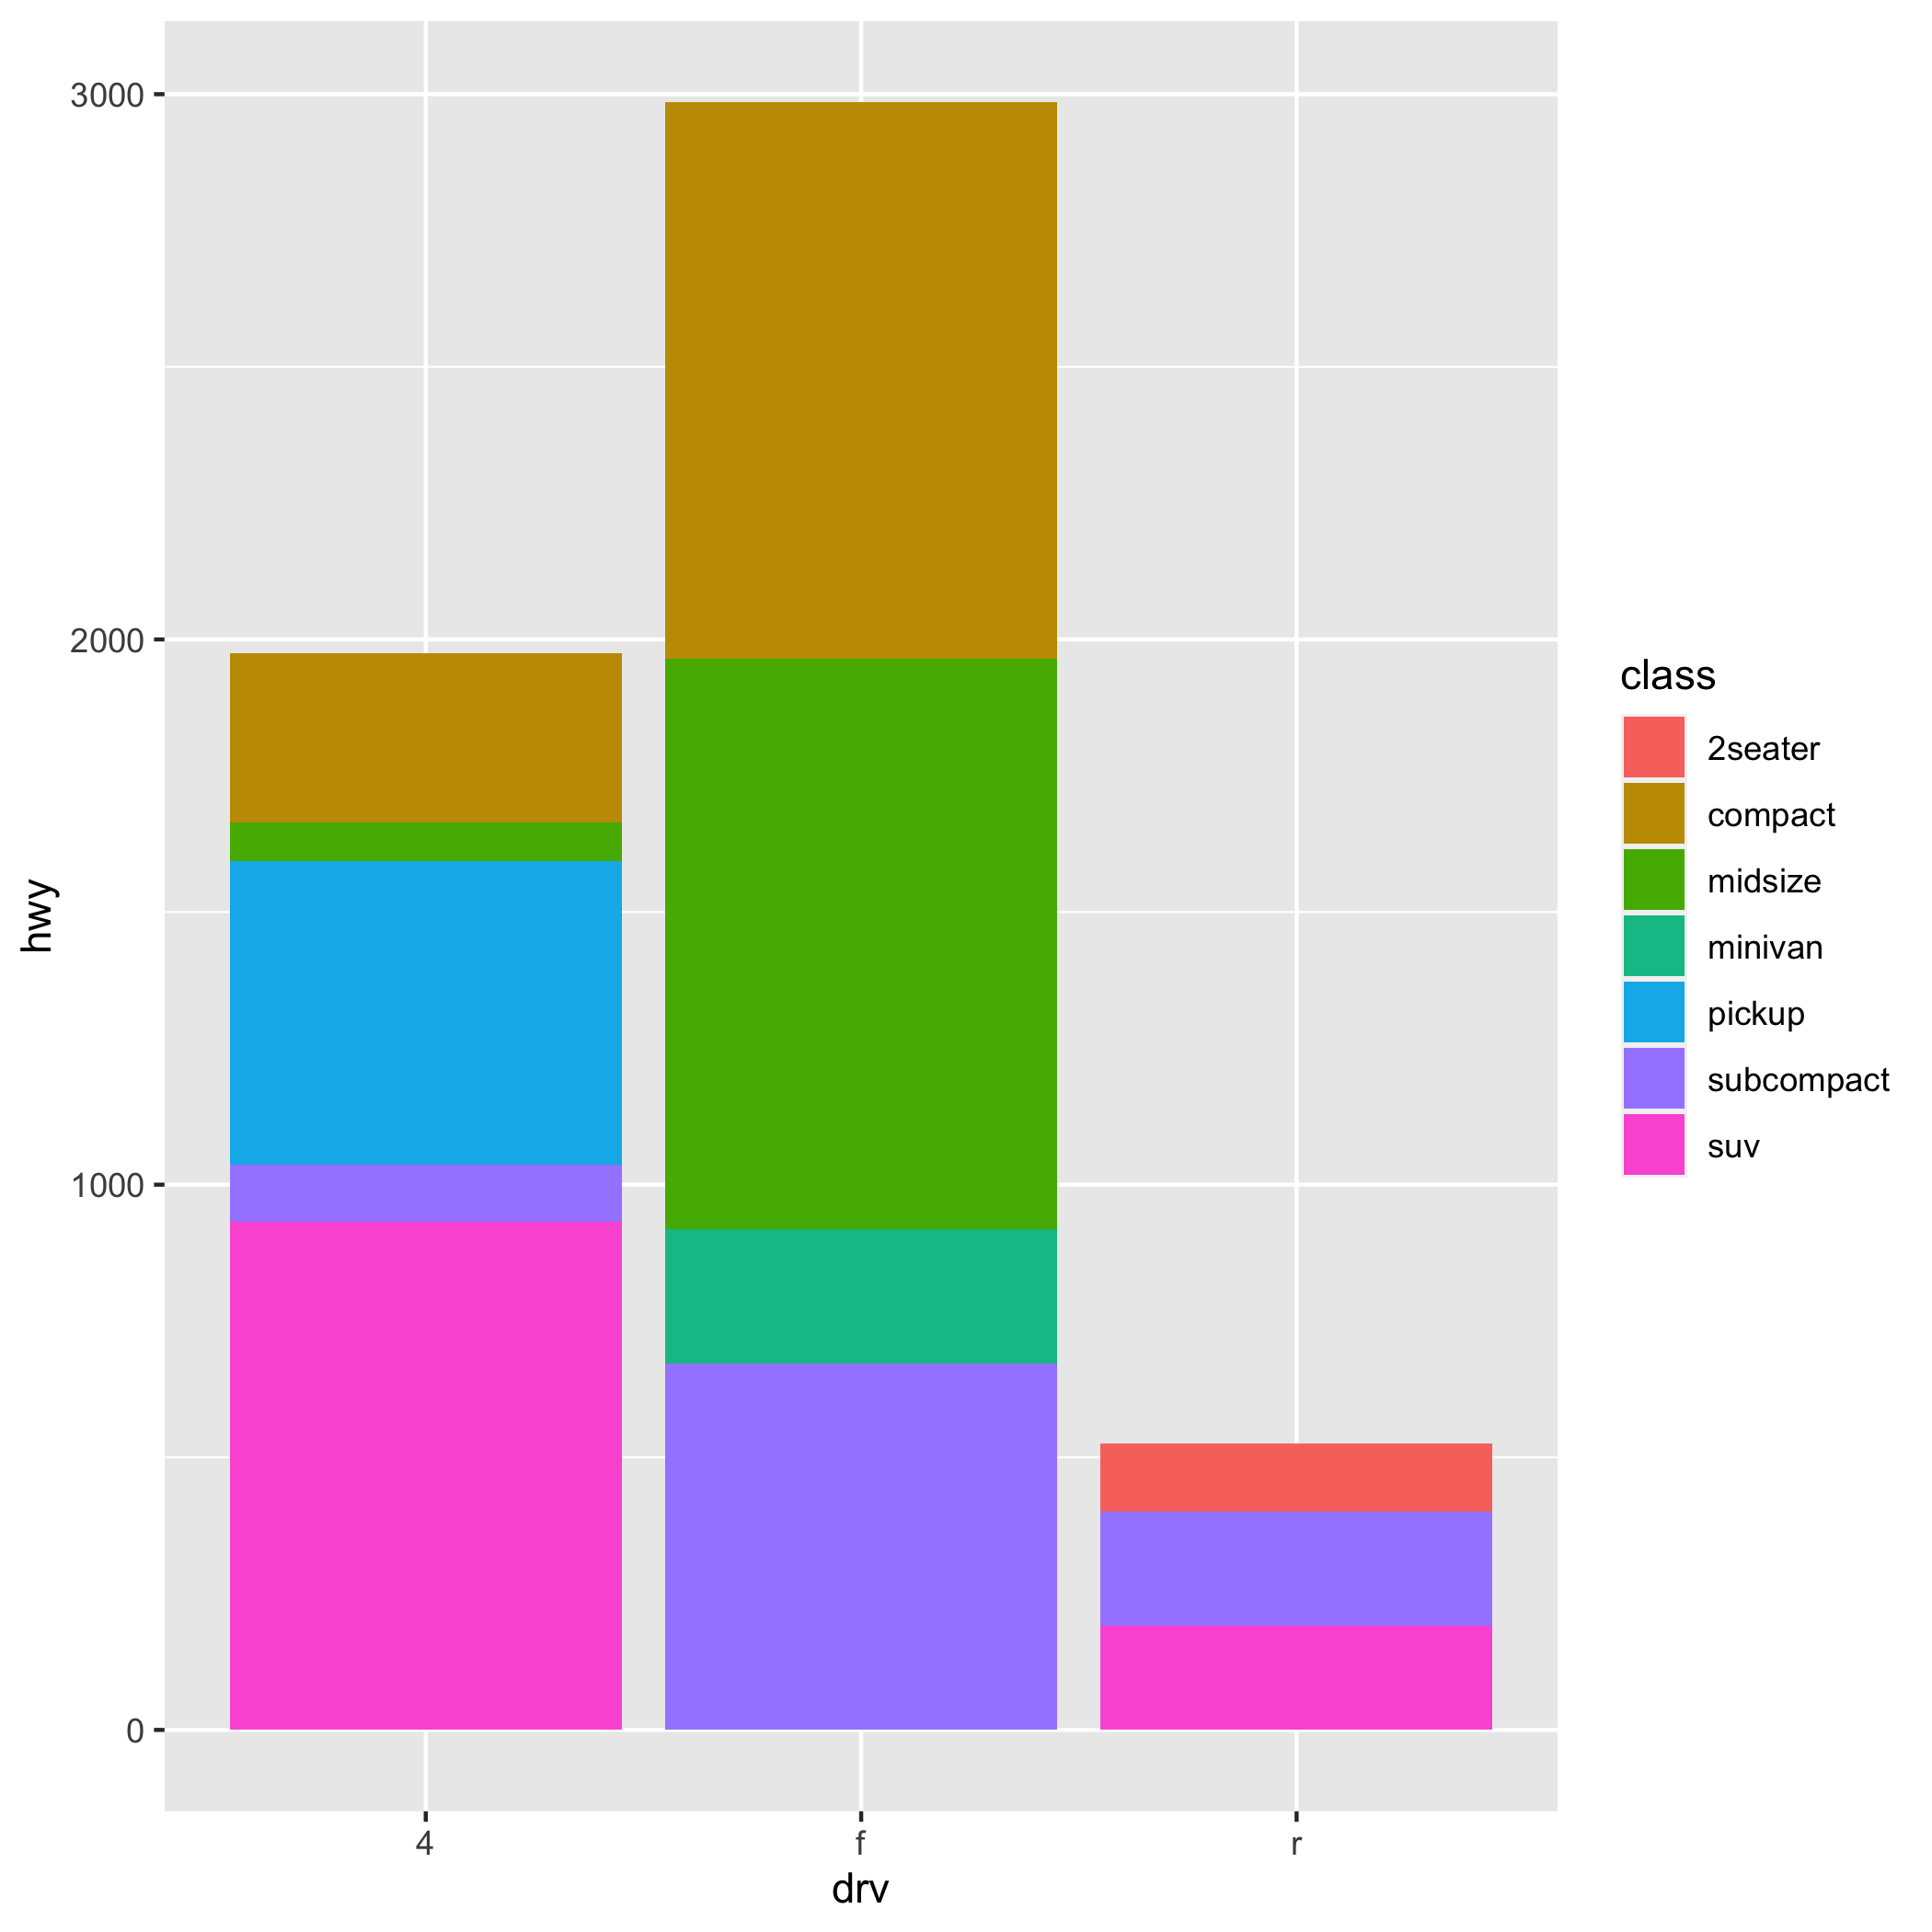 3000
2000
1000
0
hwy
4
f
r
drv
class
2seater
compact
midsize
minivan
pickup
subcompact
suv